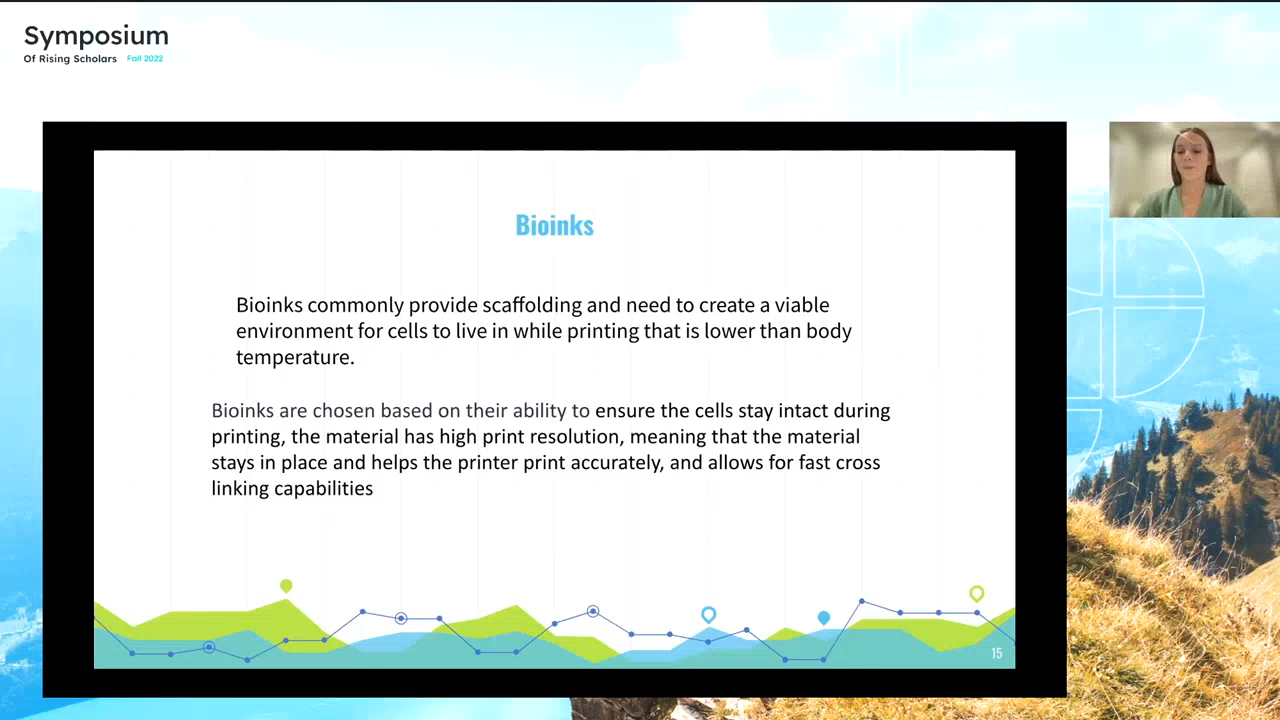 Symposium
Of Rising Scholars Fall 2022
Bioinks
Bioinks commonly provide scaffolding and need to create a viable
environment for cells to live in while printing that is lower than body
temperature.
Bioinks are chosen based on their ability to ensure the cells stay intact during
printing, the material has high print resolution, meaning that the material
stays in place and helps the printer print accurately, and allows for fast cross
linking capabilities
15